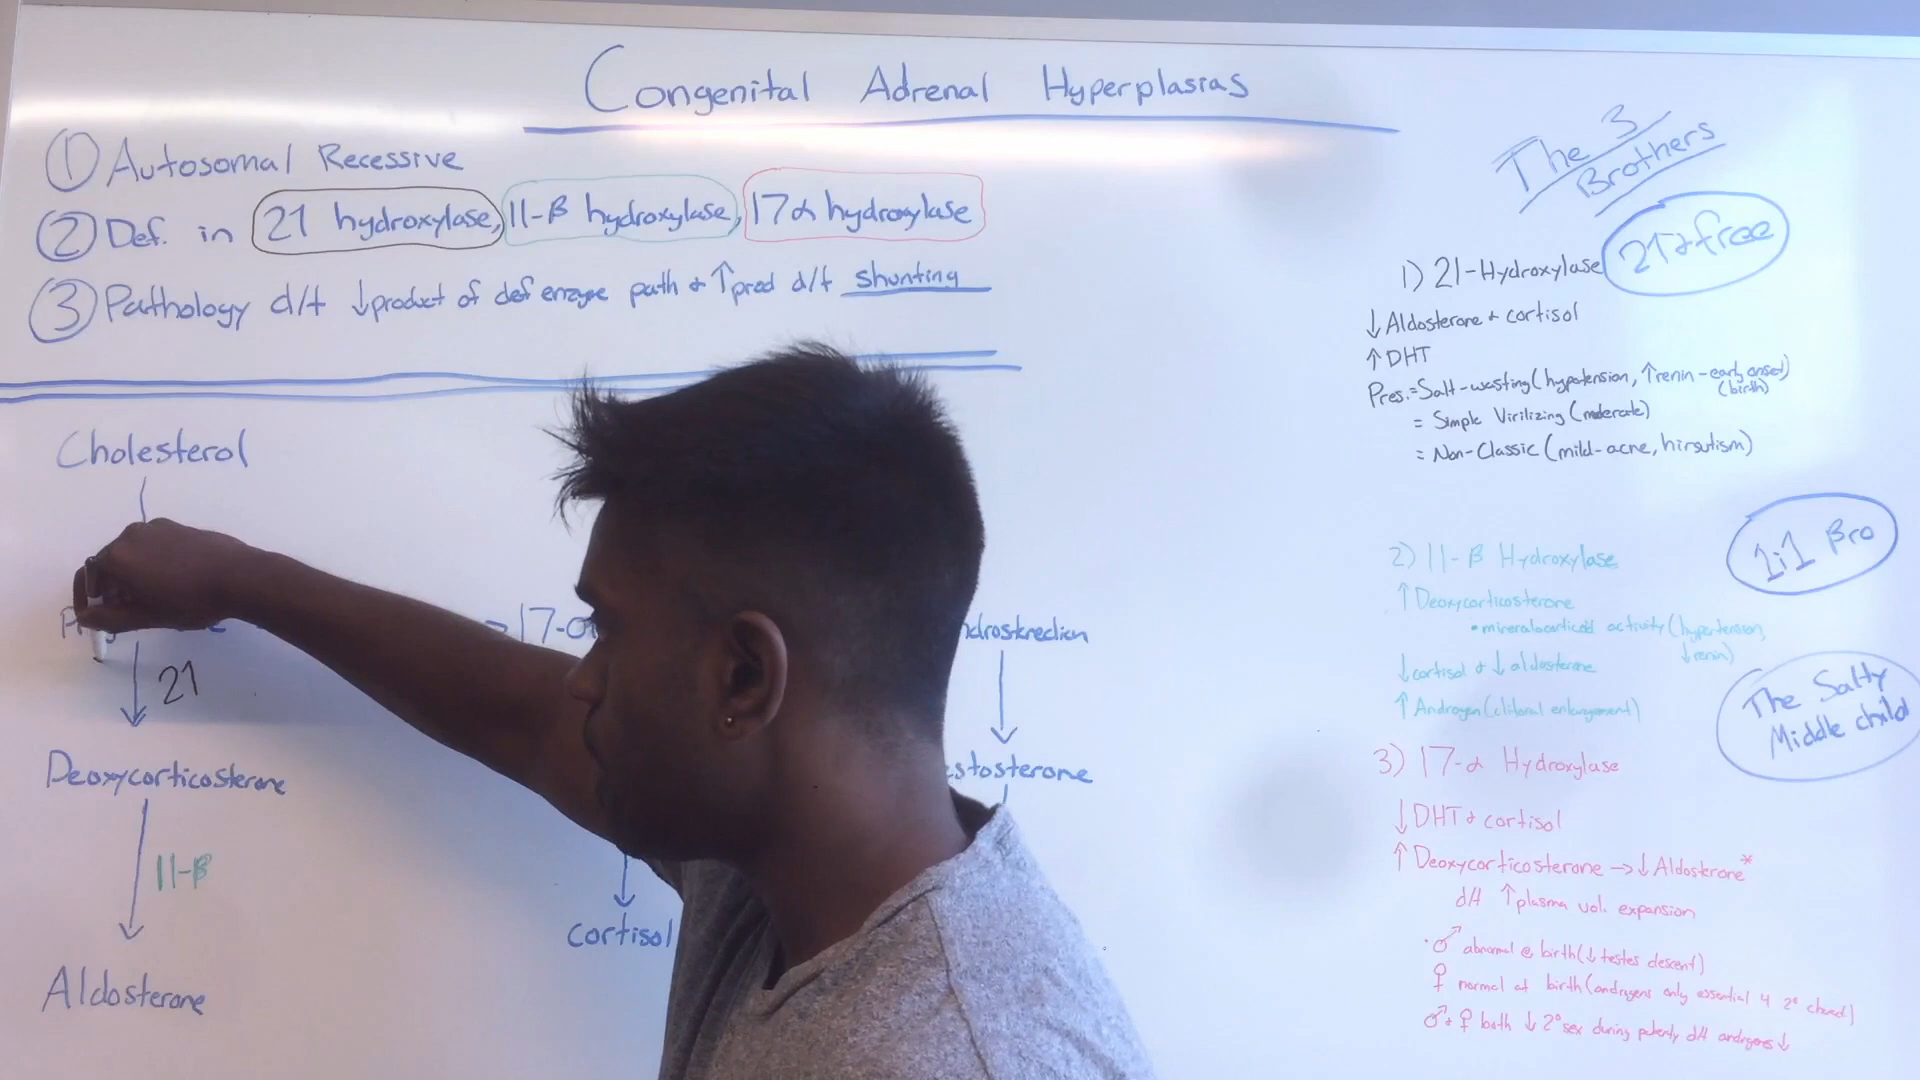 Congenital Adrenal Hyperplasias
① Autosomal Recessive
② Def. in 21 hydroxylase, 11-β hydroxylase, 17α hydroxylase
③ Pathology d/t ↓product of def enzyme path + ↑prod d/t shunting
Cholesterol
21
Deoxycorticosterone
11-β
Aldosterone
17-
cortisol
The 3
Brothers
21 + free
1) 21-Hydroxylase
↓ Aldosterone + cortisol
↑ DHT
Pres.= Salt-wasting (hypotension, ↑renin-early onset)
(birth)
= Simple Virilizing (moderate)
= Non-Classic (mild-acne, hirsutism)
1:1 Bro
2) 11-β Hydroxylase
↑ Deoxycorticosterone
• mineralocorticoid activity (hypertension,
↓renin)
↓cortisol + ↓aldosterone
↑ Androgen (clitoral enlargement)
The Salty
Middle child
3) 17-α Hydroxylase
↓ DHT + cortisol
↑ Deoxycorticosterone → ↓ Aldosterone*
d/t ↑plasma vol. expansion
• ♂ abnormal @ birth (↓ testes descent)
♀ normal at birth (androgens only essential 4 2°
♂ + ♀ both ↓ 2° sex during puberty d/t androgens ↓